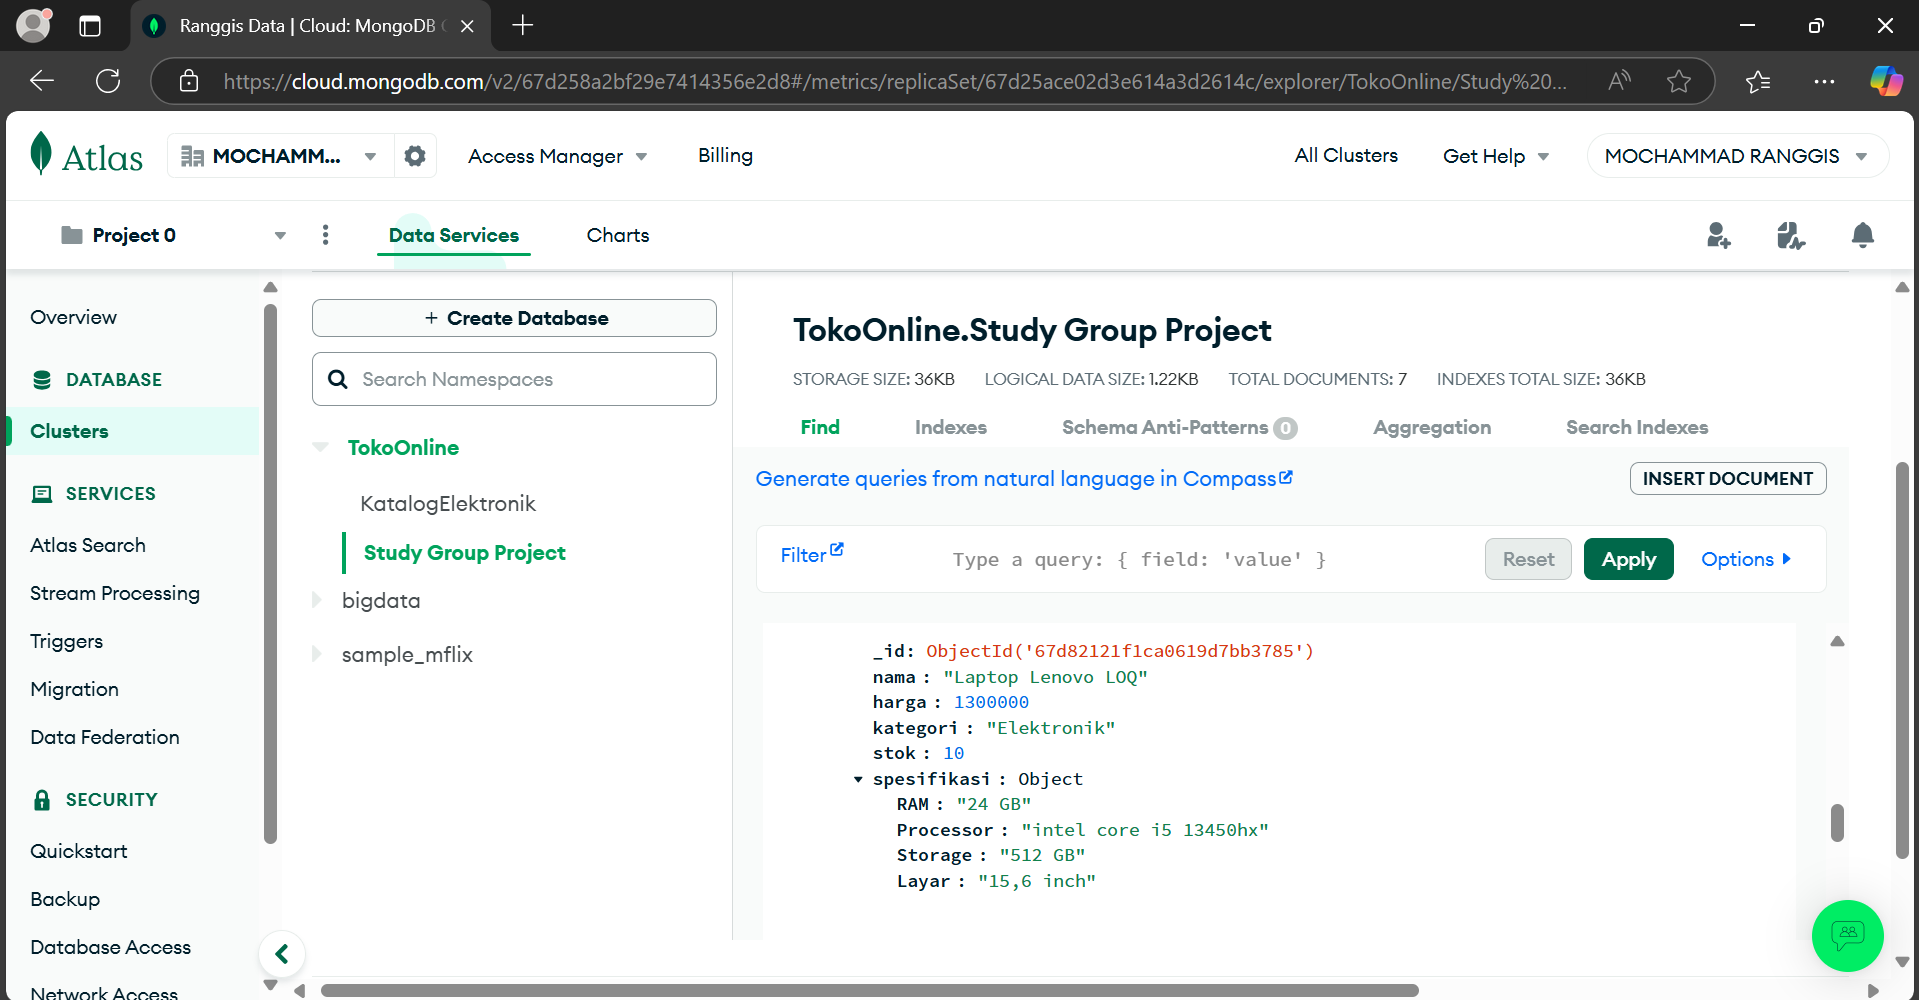 Ranggis Data | Cloud: MongoDB
https://cloud.mongodb.com/v2/67d258a2bf29e7414356e2d8#/metrics/replicaSet/67d25ace02d3e614a3d2614c/explorer/TokoOnline/Study%20...
Atlas
MOCHAMM...
Access Manager
Billing
All Clusters
Get Help
MOCHAMMAD RANGGIS
Project 0
Data Services
Charts
Overview
DATABASE
Clusters
SERVICES
Atlas Search
Stream Processing
Triggers
Migration
Data Federation
SECURITY
Quickstart
Backup
Database Access
Network Access
+ Create Database
Search Namespaces
TokoOnline
KatalogElektronik
Study Group Project
bigdata
sample_mflix
TokoOnline.Study Group Project
STORAGE SIZE: 36KB LOGICAL DATA SIZE: 1.22KB TOTAL DOCUMENTS: 7 INDEXES TOTAL SIZE: 36KB
Find Indexes Schema Anti-Patterns 0 Aggregation Search Indexes
Generate queries from natural language in Compass
INSERT DOCUMENT
Filter
Type a query: { field: 'value' }
Reset
Apply
Options
_id: ObjectId('67d82121f1ca0619d7bb3785')
nama : "Laptop Lenovo LOQ"
harga : 1300000
kategori : "Elektronik"
stok : 10
spesifikasi : Object
RAM : "24 GB"
Processor : "intel core i5 13450hx"
Storage : "512 GB"
Layar : "15,6 inch"